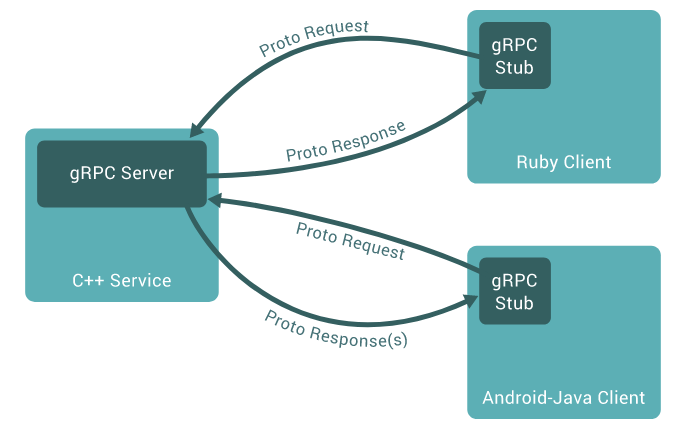 Proto Request
gRPC
Stub
Proto Response
Ruby Client
gRPC Server
Proto Request
C++ Service
gRPC
Stub
Proto Response(s)
Android-Java Client